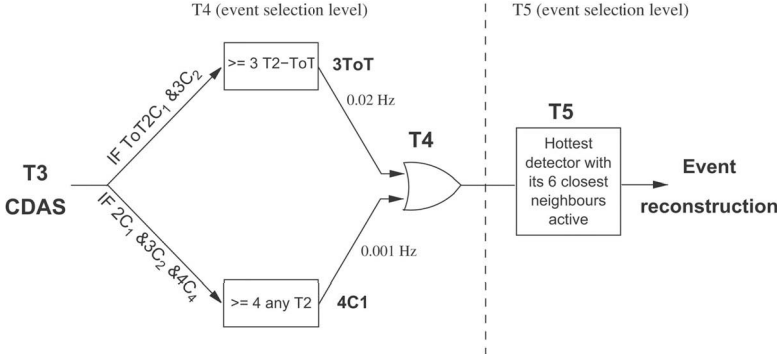 T4 (event selection level)
T5 (event selection level)
IF ToT2C1 &3C2
>= 3 T2−ToT
3ToT
0.02 Hz
T3
CDAS
T4
T5
Hottest
detector with
its 6 closest
neighbours
active
Event
reconstruction
IF 2C1 &3C2 &4C4
>= 4 any T2
4C1
0.001 Hz